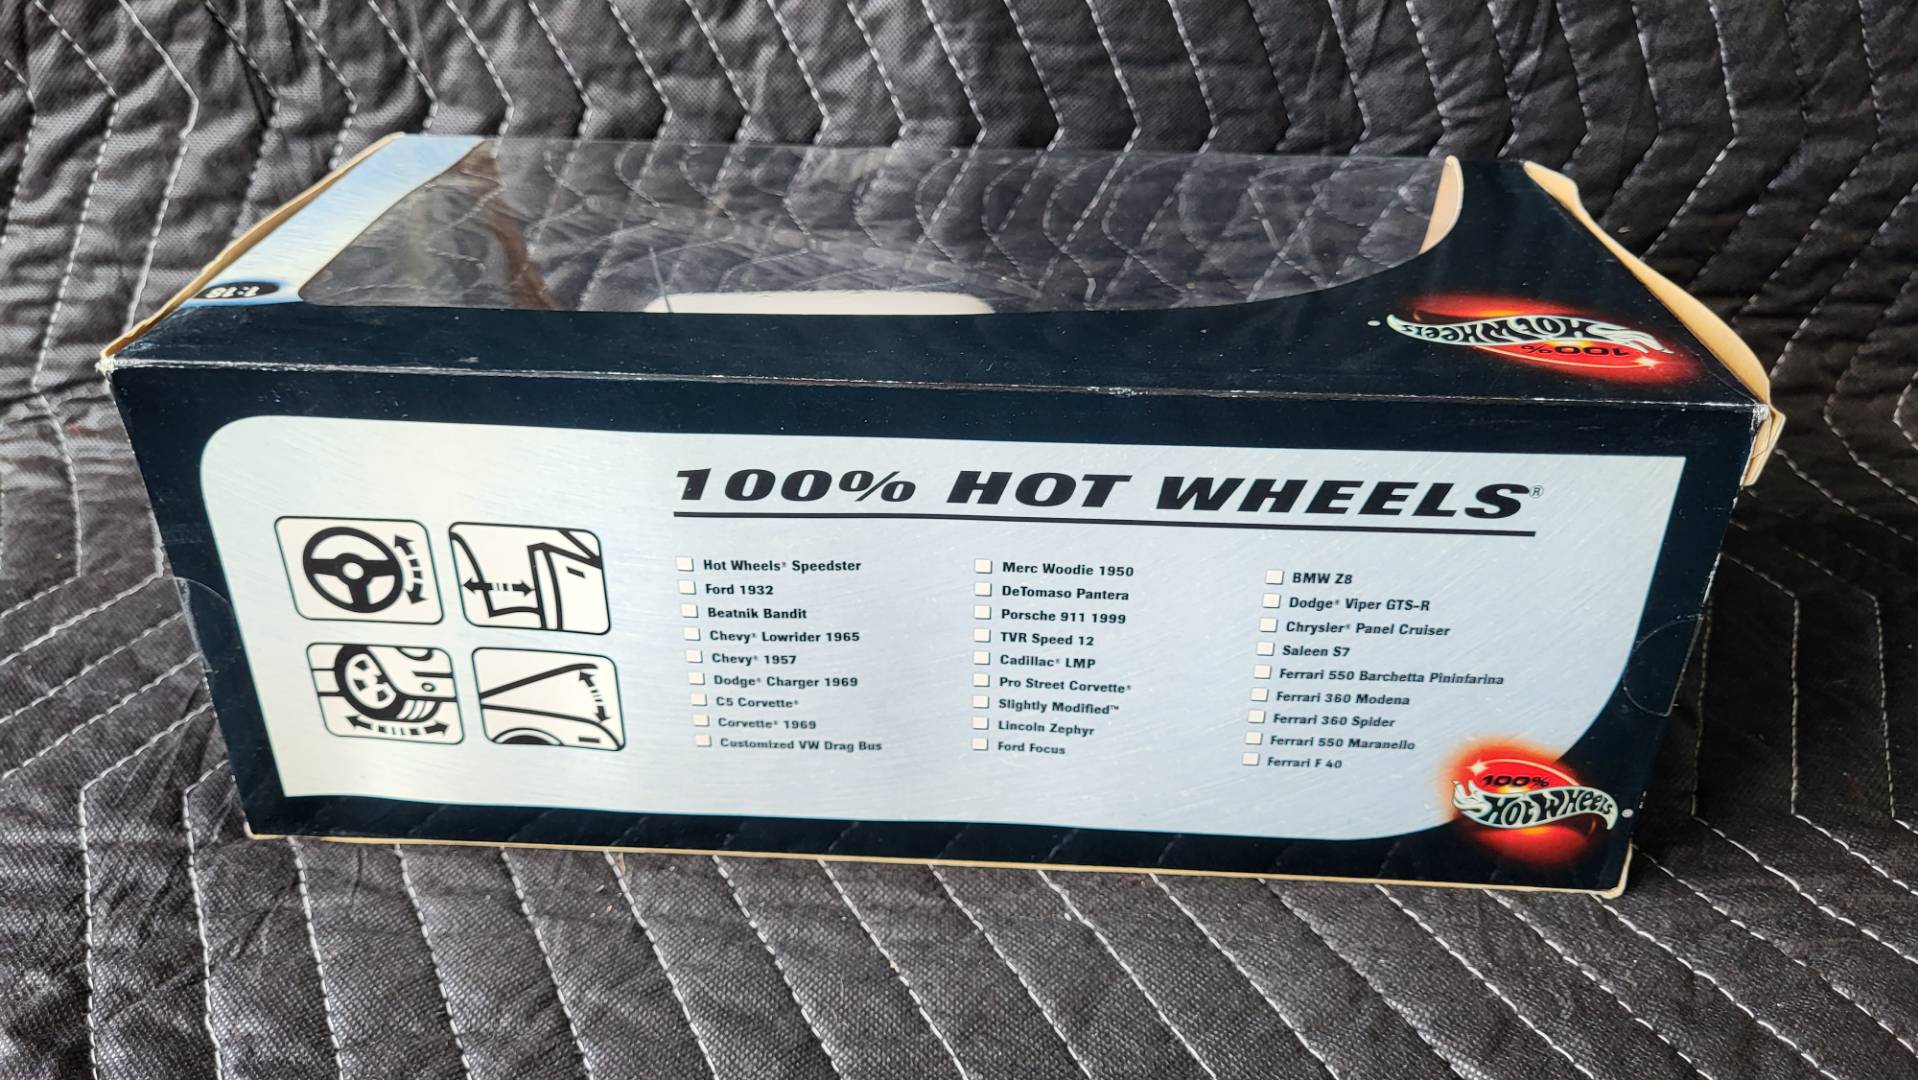 1:18
100% HOT WHEELS
100% HOT WHEELS®
Hot Wheels® Speedster
Ford 1932
Beatnik Bandit
Chevy® Lowrider 1965
Chevy® 1957
Dodge® Charger 1969
C5 Corvette®
Corvette® 1969
Customized VW Drag Bus
Merc Woodie 1950
DeTomaso Pantera
Porsche 911 1999
TVR Speed 12
Cadillac® LMP
Pro Street Corvette®
Slightly Modified™
Lincoln Zephyr
Ford Focus
BMW Z8
Dodge® Viper GTS-R
Chrysler® Panel Cruiser
Saleen S7
Ferrari 550 Barchetta Pininfarina
Ferrari 360 Modena
Ferrari 360 Spider
Ferrari 550 Maranello
Ferrari F 40
100%
Hot Wheels